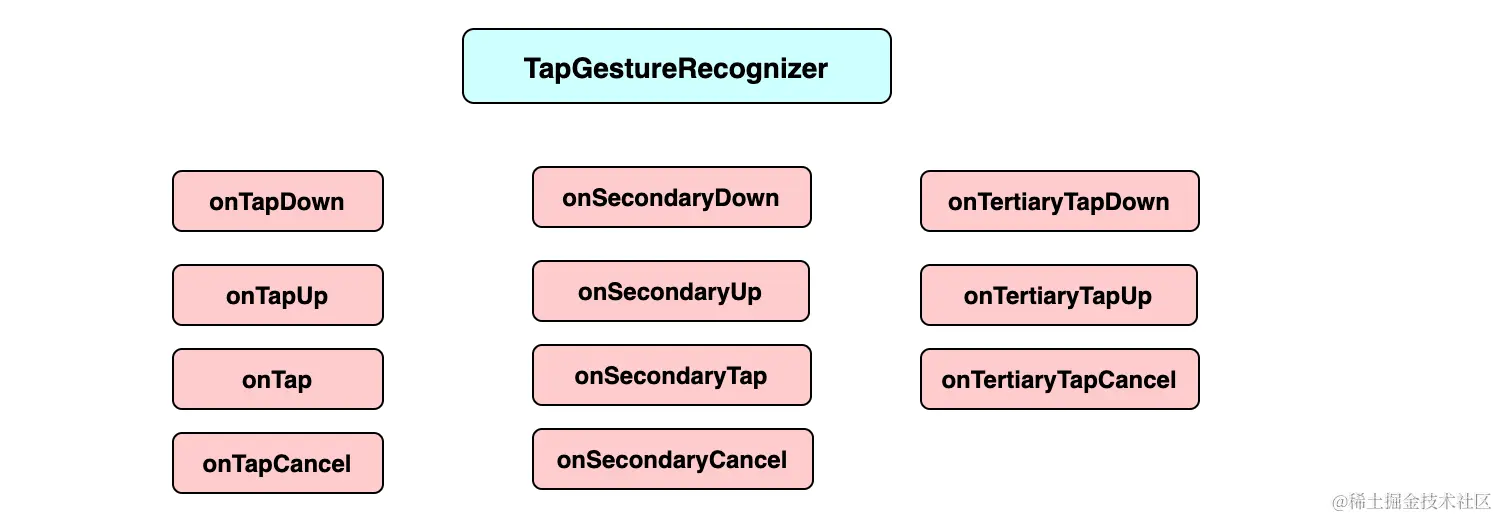 TapGestureRecognizer
onTapDown
onSecondaryDown
onTertiaryTapDown
onTapUp
onSecondaryUp
onTertiaryTapUp
onTap
onSecondaryTap
onTertiaryTapCancel
onTapCancel
onSecondaryCancel
@稀土掘金技术社区